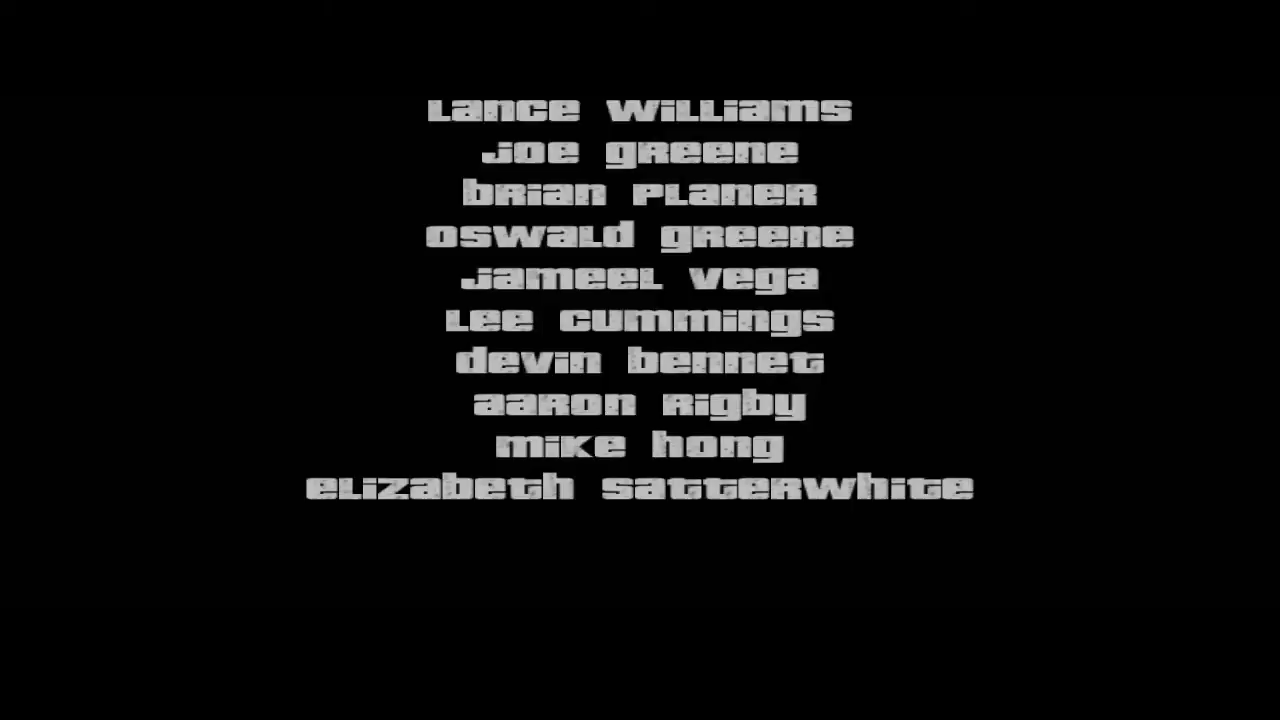 Lance Williams
Joe Greene
Brian Planer
Oswald Greene
Jameel Vega
Lee Cummings
Devin Bennet
Aaron Rigby
Mike Hong
Elizabeth Satterwhite